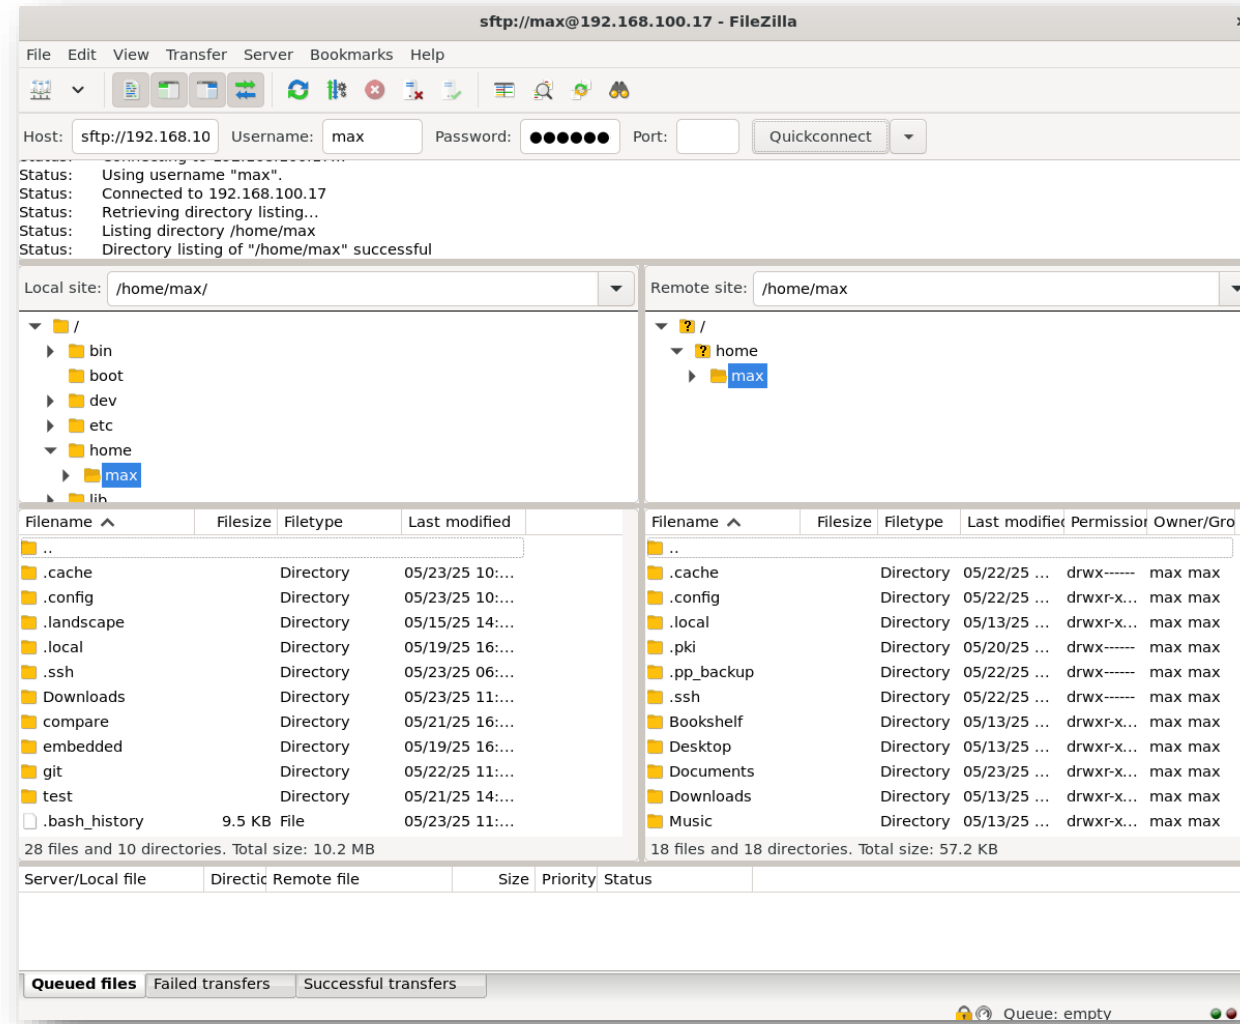 sftp://max@192.168.100.17 - FileZilla
File Edit View Transfer Server Bookmarks Help
Host: sftp://192.168.10 Username: max Password: ●●●●●● Port: Quickconnect
Status: Connecting to 192.168.100.17...
Status: Using username "max".
Status: Connected to 192.168.100.17
Status: Retrieving directory listing...
Status: Listing directory /home/max
Status: Directory listing of "/home/max" successful
Local site: /home/max/
/
bin
boot
dev
etc
home
max
lib
Remote site: /home/max
? /
? home
max
Filename Filesize Filetype Last modified
..
.cache Directory 05/23/25 10:...
.config Directory 05/23/25 10:...
.landscape Directory 05/15/25 14:...
.local Directory 05/19/25 16:...
.ssh Directory 05/23/25 06:...
Downloads Directory 05/23/25 11:...
compare Directory 05/21/25 16:...
embedded Directory 05/19/25 16:...
git Directory 05/22/25 11:...
test Directory 05/21/25 14:...
.bash_history 9.5 KB File 05/23/25 11:...
28 files and 10 directories. Total size: 10.2 MB
Filename Filesize Filetype Last modified Permission Owner/Gro
..
.cache Directory 05/22/25 ... drwx------ max max
.config Directory 05/22/25 ... drwxr-x... max max
.local Directory 05/13/25 ... drwxr-x... max max
.pki Directory 05/20/25 ... drwx------ max max
.pp_backup Directory 05/22/25 ... drwx------ max max
.ssh Directory 05/22/25 ... drwx------ max max
Bookshelf Directory 05/13/25 ... drwxr-x... max max
Desktop Directory 05/13/25 ... drwxr-x... max max
Documents Directory 05/23/25 ... drwxr-x... max max
Downloads Directory 05/13/25 ... drwxr-x... max max
Music Directory 05/13/25 ... drwxr-x... max max
18 files and 18 directories. Total size: 57.2 KB
Server/Local file Directic Remote file Size Priority Status
Queued files Failed transfers Successful transfers
Queue: empty